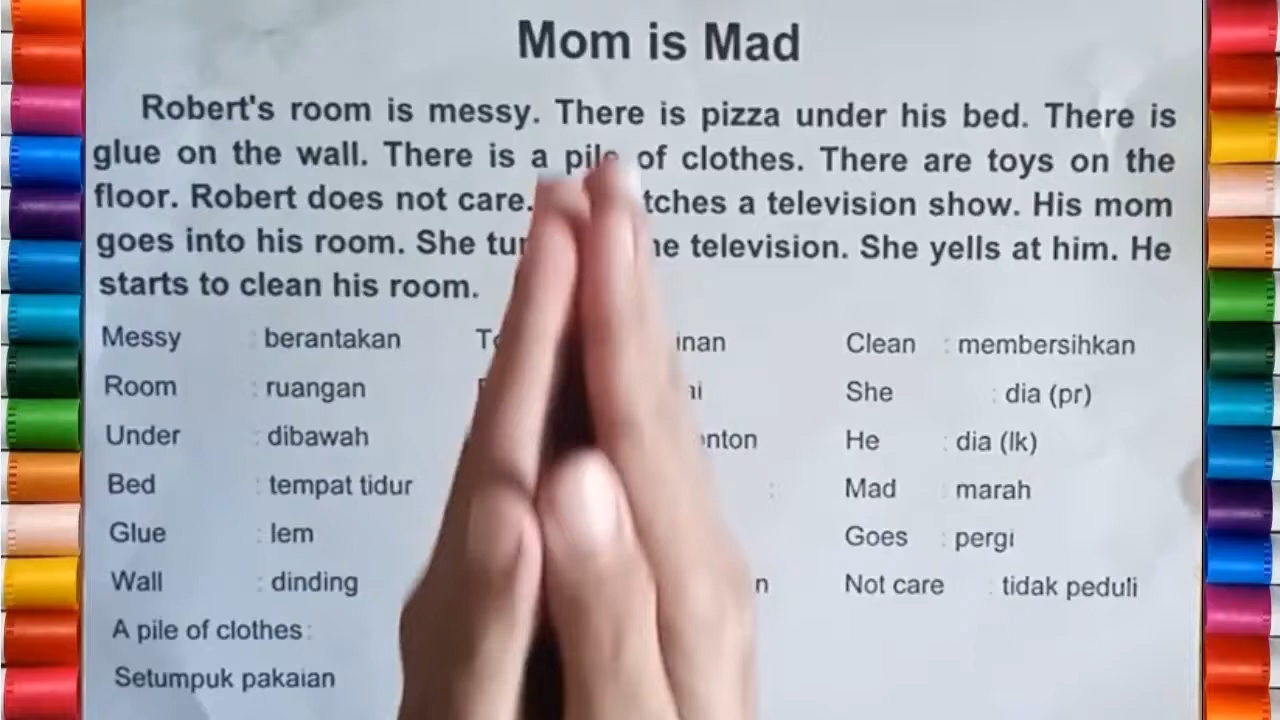 Mom is Mad
Robert's room is messy. There is pizza under his bed. There is
glue on the wall. There is a pile of clothes. There are toys on the
floor. Robert does not care. a television show. His mom
goes into his room. She television. She yells at him. He
starts to clean his room.
Messy : berantakan Clean : membersihkan
Room : ruangan She : dia (pr)
Under : dibawah He : dia (lk)
Bed : tempat tidur : Mad : marah
Glue : lem Goes : pergi
Wall : dinding Not care : tidak peduli
A pile of clothes :
Setumpuk pakaian